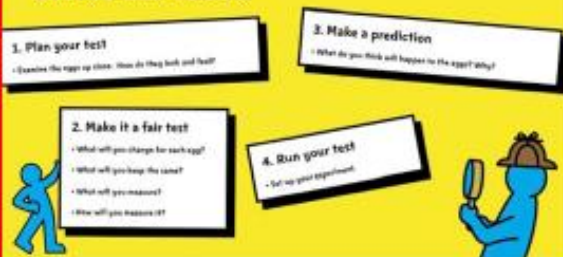 1. Plan your test
• Examine the eggs up close. How do they look and feel?
2. Make it a fair test
• What will you change for each egg?
• What will you keep the same?
• What will you measure?
• How will you measure it?
3. Make a prediction
• What do you think will happen to the eggs? Why?
4. Run your test
• Set up your experiment.